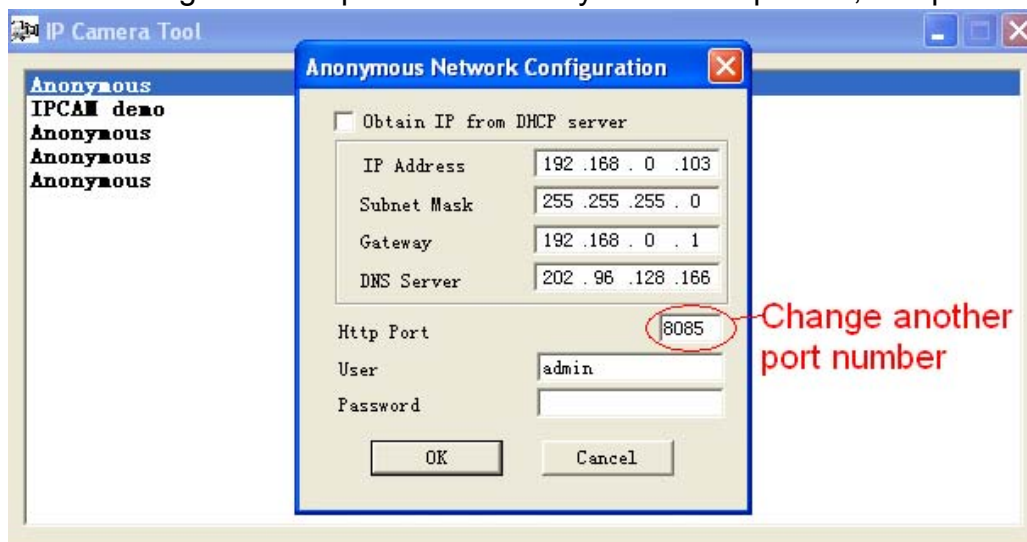 IP Camera Tool
Anonymous Network Configuration
Anonymous
IPCAM demo
Anonymous
Anonymous
Anonymous
Obtain IP from DHCP server
IP Address 192 .168 . 0 .103
Subnet Mask 255 .255 .255 . 0
Gateway 192 .168 . 0 . 1
DNS Server 202 . 96 .128 .166
Http Port 8085
Change another
port number
User admin
Password
OK Cancel